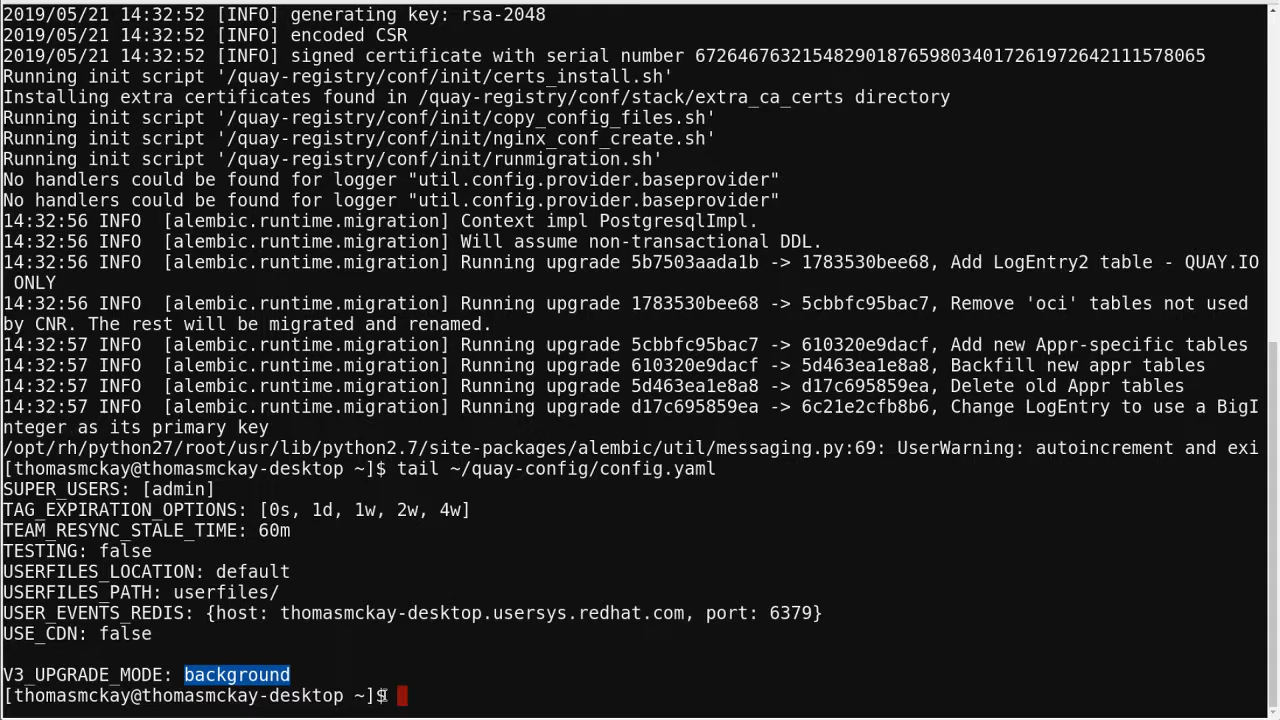 2019/05/21 14:32:52 [INFO] generating key: rsa-2048
2019/05/21 14:32:52 [INFO] encoded CSR
2019/05/21 14:32:52 [INFO] signed certificate with serial number 672646763215482901876598034017261972642111578065
Running init script '/quay-registry/conf/init/certs_install.sh'
Installing extra certificates found in /quay-registry/conf/stack/extra_ca_certs directory
Running init script '/quay-registry/conf/init/copy_config_files.sh'
Running init script '/quay-registry/conf/init/nginx_conf_create.sh'
Running init script '/quay-registry/conf/init/runmigration.sh'
No handlers could be found for logger "util.config.provider.baseprovider"
No handlers could be found for logger "util.config.provider.baseprovider"
14:32:56 INFO  [alembic.runtime.migration] Context impl PostgresqlImpl.
14:32:56 INFO  [alembic.runtime.migration] Will assume non-transactional DDL.
14:32:56 INFO  [alembic.runtime.migration] Running upgrade 5b7503aada1b -> 1783530bee68, Add LogEntry2 table - QUAY.IO
 ONLY
14:32:56 INFO  [alembic.runtime.migration] Running upgrade 1783530bee68 -> 5cbbfc95bac7, Remove 'oci' tables not used
by CNR. The rest will be migrated and renamed.
14:32:57 INFO  [alembic.runtime.migration] Running upgrade 5cbbfc95bac7 -> 610320e9dacf, Add new Appr-specific tables
14:32:57 INFO  [alembic.runtime.migration] Running upgrade 610320e9dacf -> 5d463ea1e8a8, Backfill new appr tables
14:32:57 INFO  [alembic.runtime.migration] Running upgrade 5d463ea1e8a8 -> d17c695859ea, Delete old Appr tables
14:32:57 INFO  [alembic.runtime.migration] Running upgrade d17c695859ea -> 6c21e2cfb8b6, Change LogEntry to use a BigI
nteger as its primary key
/opt/rh/python27/root/usr/lib/python2.7/site-packages/alembic/util/messaging.py:69: UserWarning: autoincrement and exi
[thomasmckay@thomasmckay-desktop ~]$ tail ~/quay-config/config.yaml
SUPER_USERS: [admin]
TAG_EXPIRATION_OPTIONS: [0s, 1d, 1w, 2w, 4w]
TEAM_RESYNC_STALE_TIME: 60m
TESTING: false
USERFILES_LOCATION: default
USERFILES_PATH: userfiles/
USER_EVENTS_REDIS: {host: thomasmckay-desktop.usersys.redhat.com, port: 6379}
USE_CDN: false
V3_UPGRADE_MODE: background
[thomasmckay@thomasmckay-desktop ~]$